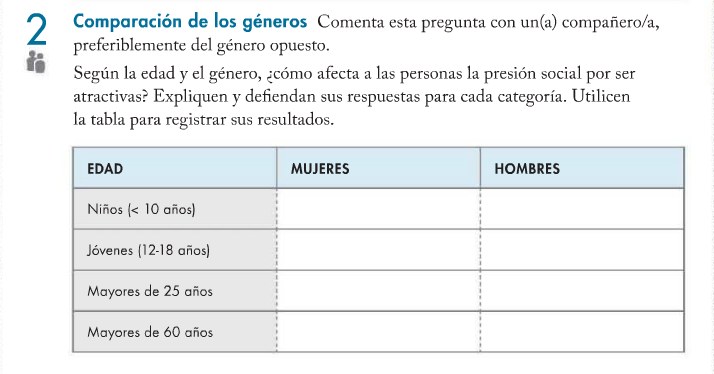 2 Comparación de los géneros Comenta esta pregunta con un(a) compañero/a,
preferiblemente del género opuesto.
Según la edad y el género, ¿cómo afecta a las personas la presión social por ser
atractivas? Expliquen y defiendan sus respuestas para cada categoría. Utilicen
la tabla para registrar sus resultados.
EDAD MUJERES HOMBRES
Niños (< 10 años)
Jóvenes (12-18 años)
Mayores de 25 años
Mayores de 60 años